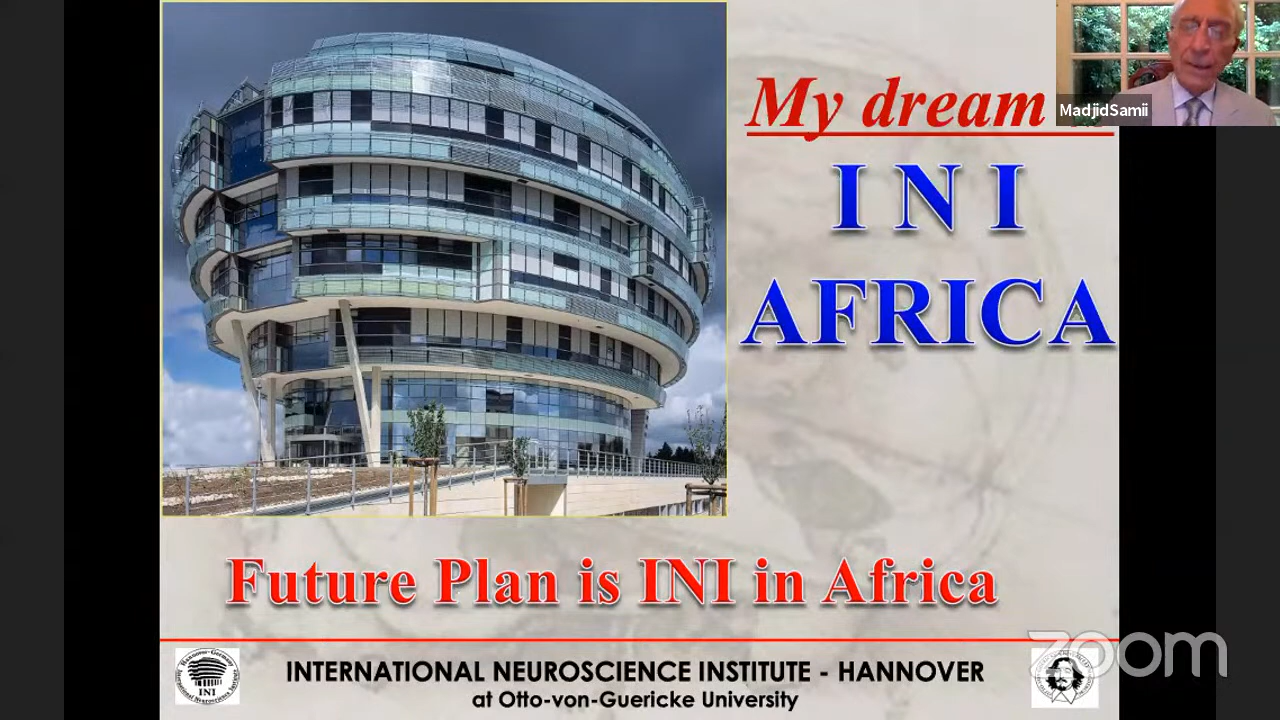 My dream
MadjidSamii
I N I
AFRICA
Future Plan is INI in Africa
INTERNATIONAL NEUROSCIENCE INSTITUTE - HANNOVER
at Otto-von-Guericke University
INI
zoom